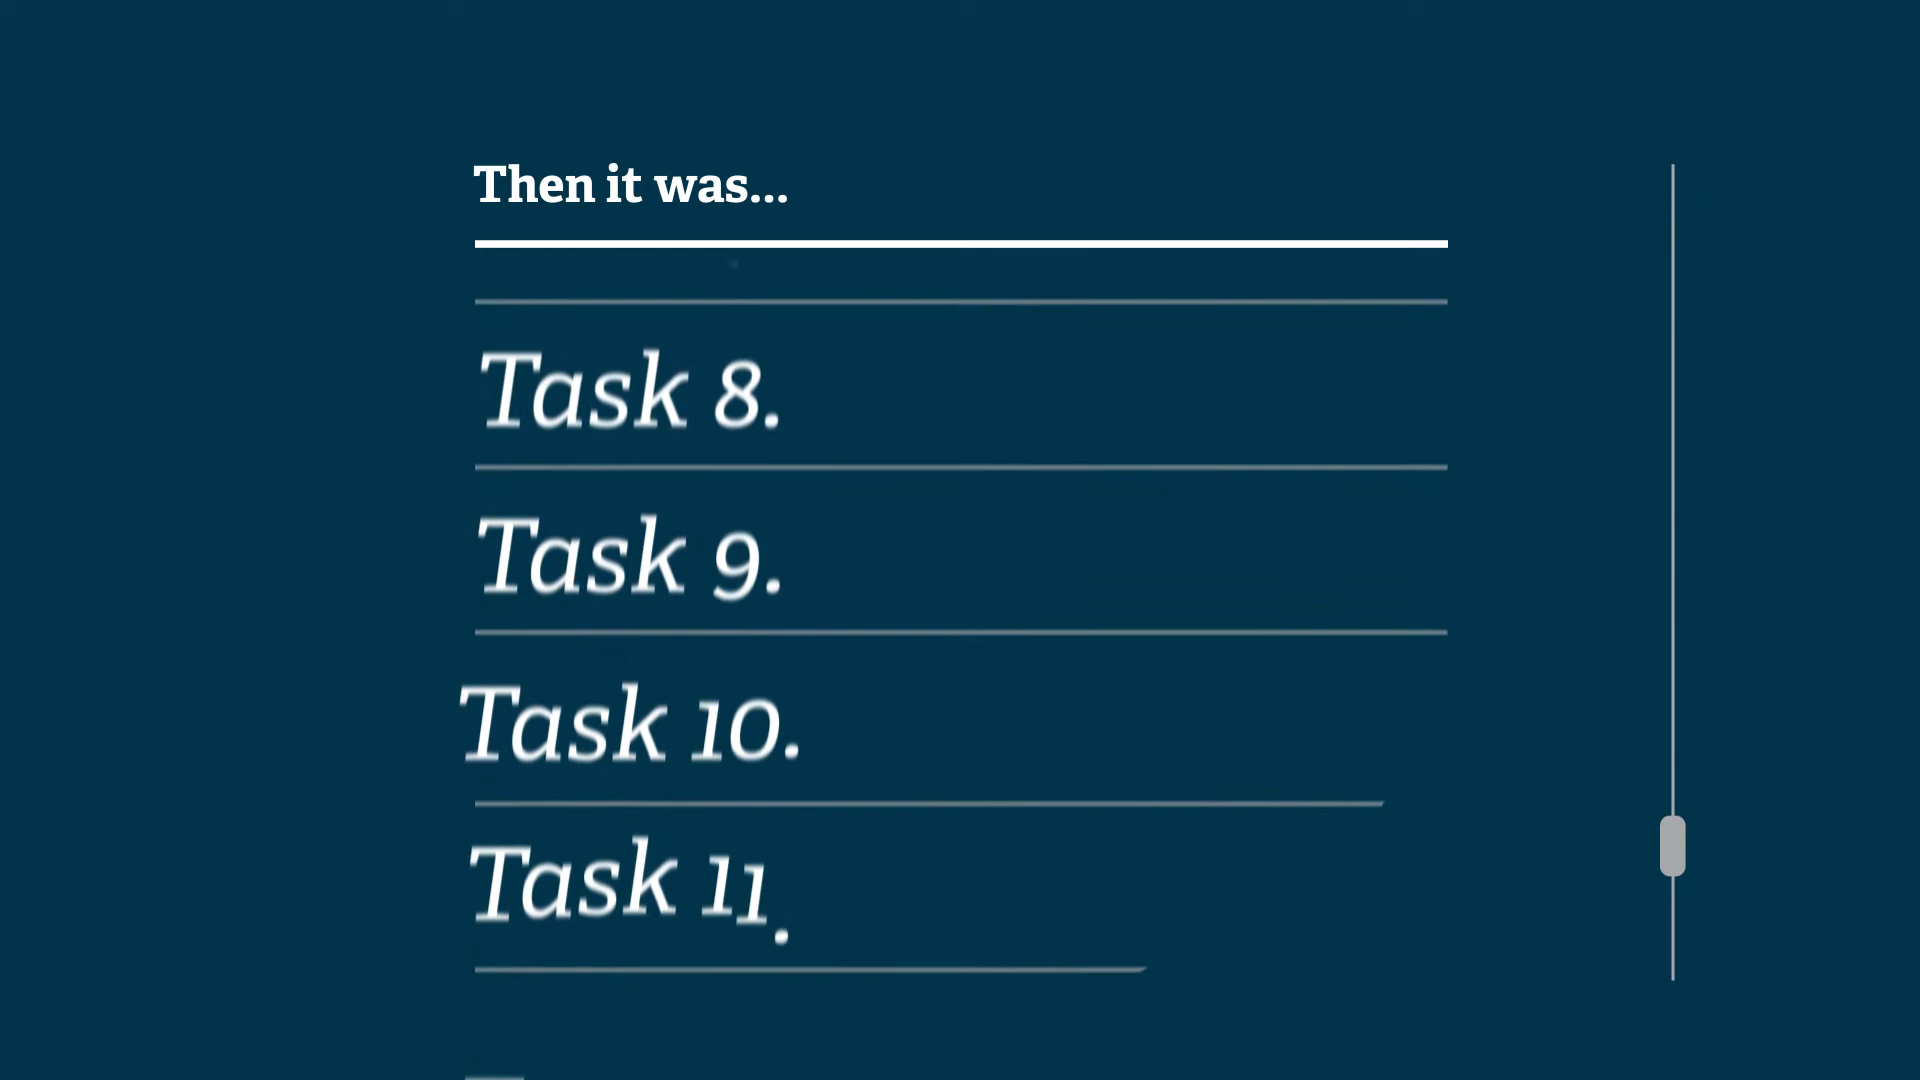 Then it was...
Task 8.
Task 9.
Task 10.
Task 11.